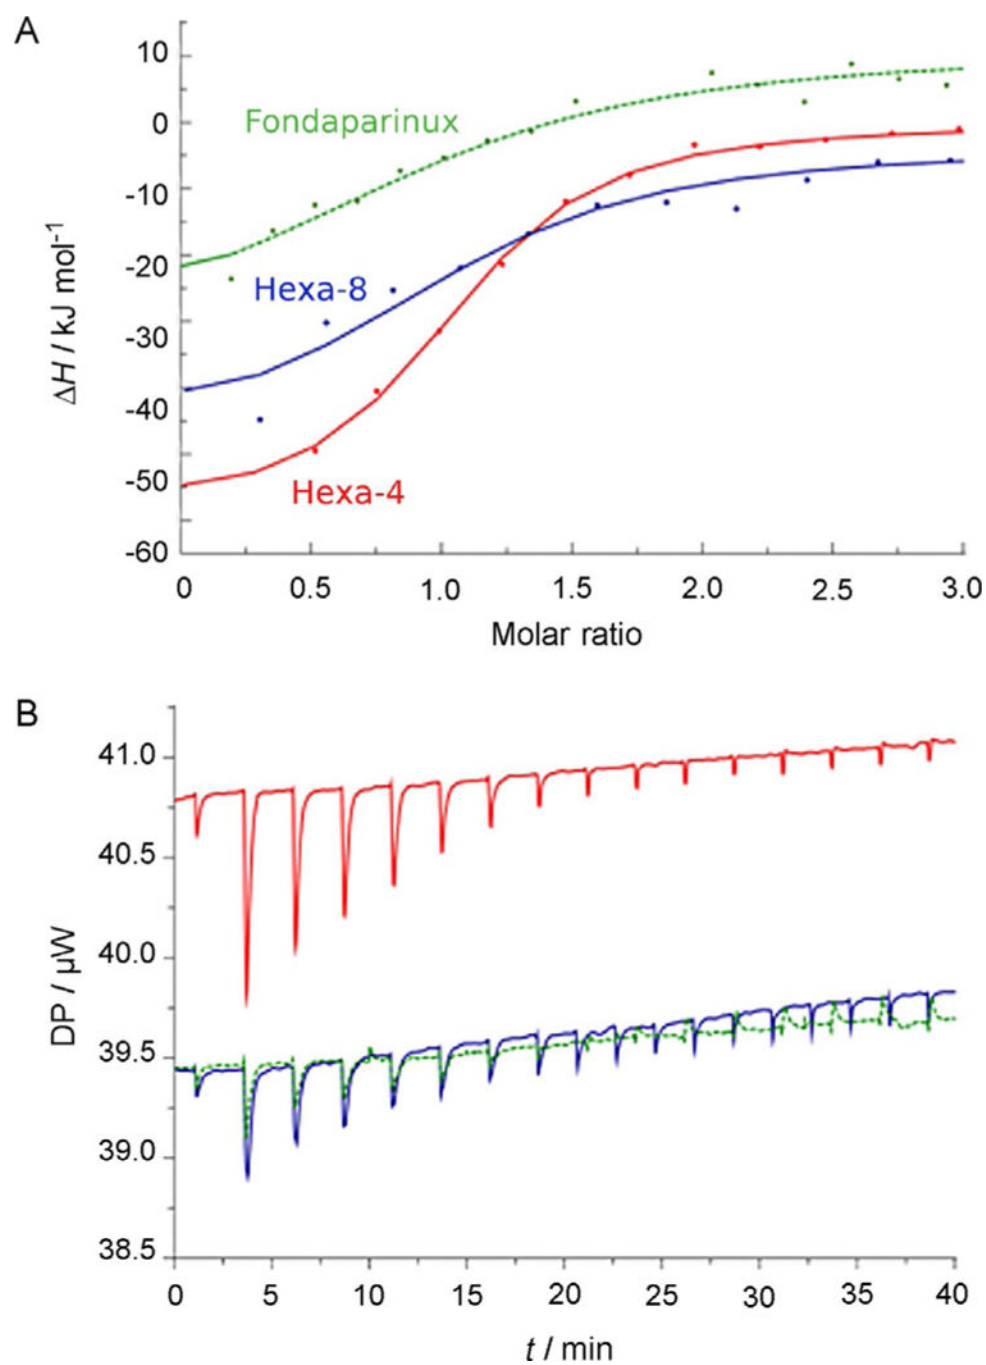 A
10
0
-10
-20
-30
-40
-50
-60
ΔH / kJ mol⁻¹
Fondaparinux
Hexa-8
Hexa-4
0 0.5 1.0 1.5 2.0 2.5 3.0
Molar ratio
B
41.0
40.5
40.0
39.5
39.0
38.5
DP / µW
0 5 10 15 20 25 30 35 40
t / min